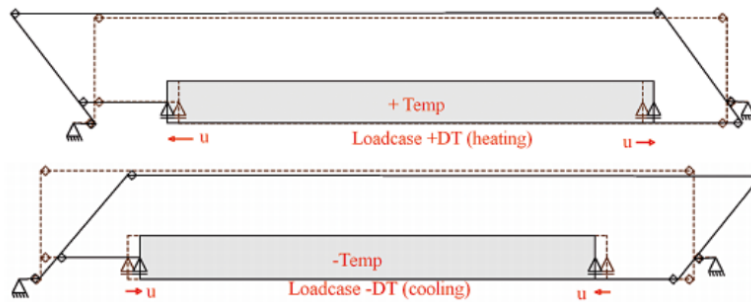 + Temp
u
Loadcase +DT (heating)
u
-Temp
u
Loadcase -DT (cooling)
u